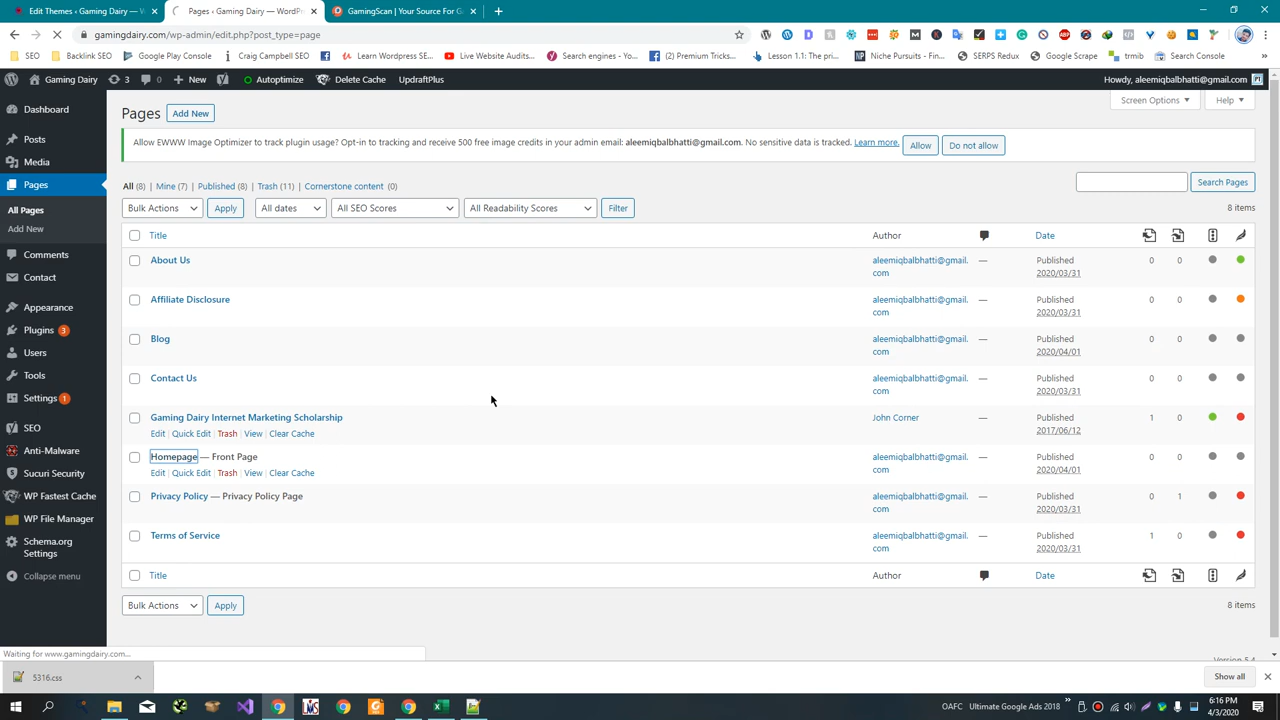 Edit Themes ‹ Gaming Dairy — W
Pages ‹ Gaming Dairy — WordPr
GamingScan | Your Source For G
gamingdairy.com/wp-admin/edit.php?post_type=page
SEO
Backlink SEO
Craig Campbell SEO
Learn Wordpress SE...
Live Website Rank...
Search engines - Yo...
(2) Premium Tricks...
Lesson 1.1: The pri...
Niche Pursuits - Fin...
SERPS Redux
Google Scrape
trmib
Search Console
Gaming Dairy
3
0
New
Autoptimize
Delete Cache
UpdraftPlus
Howdy, aleemiqbalbhatti@gmail.com
Dashboard
Posts
Media
Pages
All Pages
Add New
Comments
Contact
Appearance
Plugins 3
Users
Tools
Settings 1
SEO
Anti-Malware
Sucuri Security
WP Fastest Cache
WP File Manager
Schema.org
Settings
Collapse menu
Pages
Add New
Screen Options
Help
Allow EWWW Image Optimizer to track plugin usage? Opt-in to tracking and receive 500 free image credits in your admin email: aleemiqbalbhatti@gmail.com. No sensitive data is tracked. Learn more. Allow Do not allow
All (8) | Mine (7) | Published (8) | Trash (11) | Cornerstone content (0)
Search Pages
Bulk Actions Apply All dates All SEO Scores All Readability Scores Filter
8 items
Title Author Date
About Us aleemiqbalbhatti@gmail. — Published 0 0
com 2020/03/31
Affiliate Disclosure aleemiqbalbhatti@gmail. — Published 0 0
com 2020/03/31
Blog aleemiqbalbhatti@gmail. — Published 0 0
com 2020/04/01
Contact Us aleemiqbalbhatti@gmail. — Published 0 0
com 2020/03/31
Gaming Dairy Internet Marketing Scholarship John Corner — Published 1 0
Edit | Quick Edit | Trash | View | Clear Cache 2017/06/12
Homepage — Front Page aleemiqbalbhatti@gmail. — Published 0 0
Edit | Quick Edit | Trash | View | Clear Cache com 2020/04/01
Privacy Policy — Privacy Policy Page aleemiqbalbhatti@gmail. — Published 0 1
com 2020/03/31
Terms of Service aleemiqbalbhatti@gmail. — Published 1 0
com 2020/03/31
Title Author Date
Bulk Actions Apply
8 items
Waiting for www.gamingdairy.com...
Version 5.4
5316.css
Show all
OAFC Ultimate Google Ads 2018
6:16 PM
4/3/2020